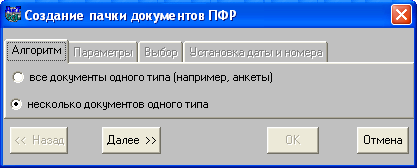 Создание пачки документов ПФР
Алгоритм Параметры Выбор Установка даты и номера
все документы одного типа (например, анкеты)
несколько документов одного типа
<< Назад Далее >> OK Отмена